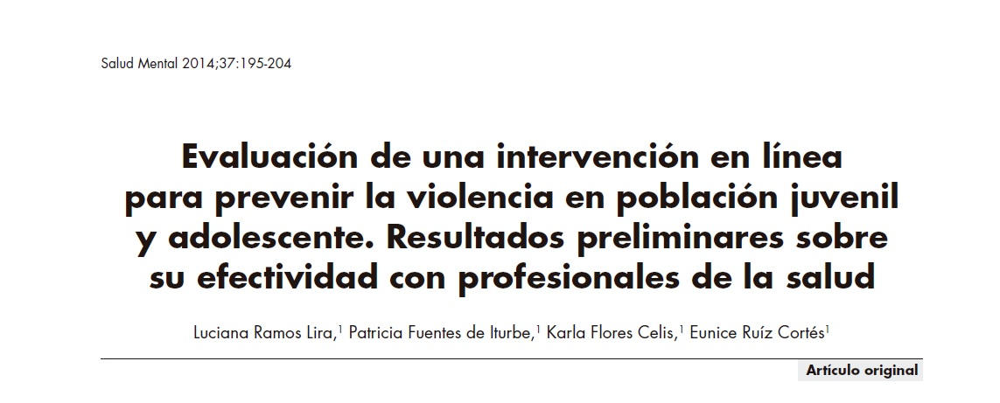 Salud Mental 2014;37:195-204
Evaluación de una intervención en línea
para prevenir la violencia en población juvenil
y adolescente. Resultados preliminares sobre
su efectividad con profesionales de la salud
Luciana Ramos Lira,¹ Patricia Fuentes de Iturbe,¹ Karla Flores Celis,¹ Eunice Ruíz Cortés¹
Artículo original